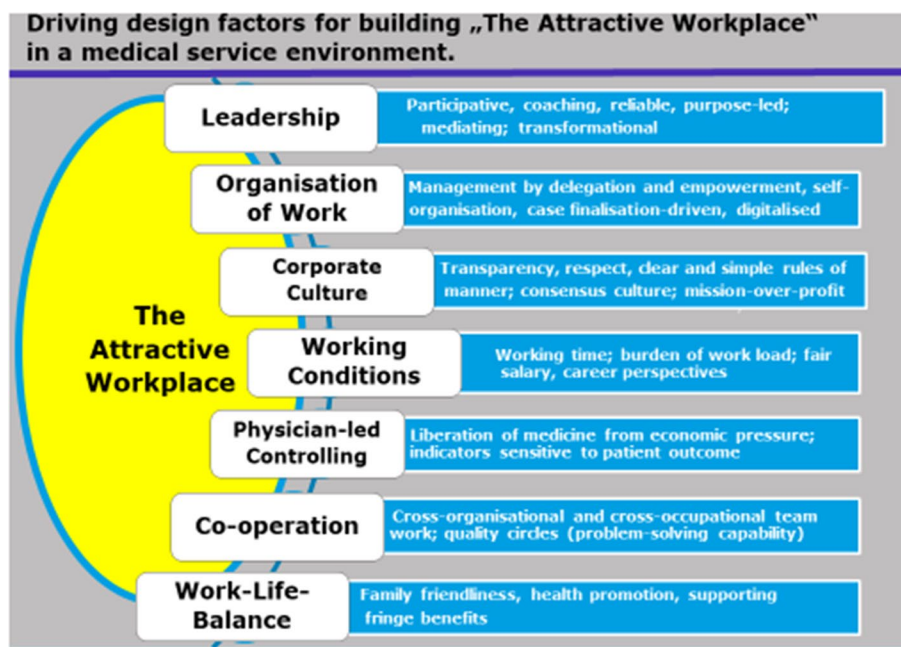 Driving design factors for building „The Attractive Workplace“
in a medical service environment.
Leadership
Participative, coaching, reliable, purpose-led;
mediating; transformational
Organisation
of Work
Management by delegation and empowerment, self-
organisation, case finalisation-driven, digitalised
Corporate
Culture
Transparency, respect, clear and simple rules of
manner; consensus culture; mission-over-profit
The
Attractive
Workplace
Working
Conditions
Working time; burden of work load; fair
salary, career perspectives
Physician-led
Controlling
Liberation of medicine from economic pressure;
indicators sensitive to patient outcome
Co-operation
Cross-organisational and cross-occupational team
work; quality circles (problem-solving capability)
Work-Life-
Balance
Family friendliness, health promotion, supporting
fringe benefits